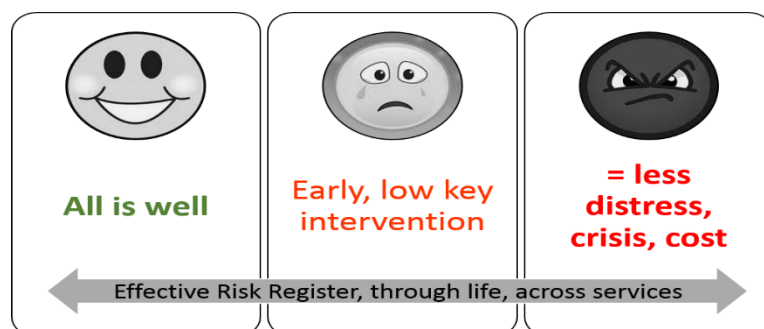 All is well
Early, low key
intervention
= less
distress,
crisis, cost
Effective Risk Register, through life, across services